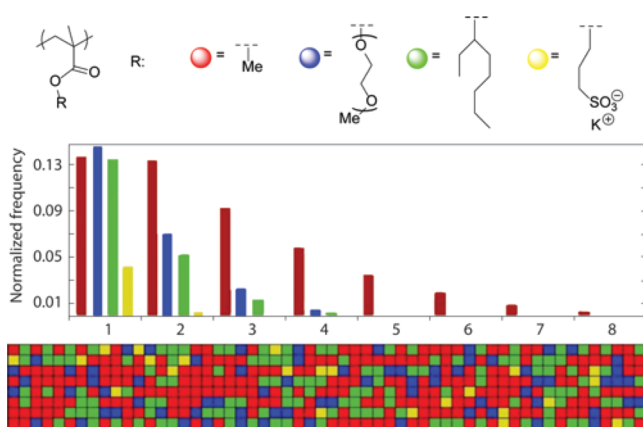 R: = Me = O O Me = = SO3⊖ K⊕
O O R
Normalized frequency
0.13
0.09
0.05
0.01
1 2 3 4 5 6 7 8